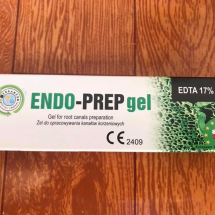 ENDO-PREP gel
EDTA 17%
Gel for root canals preparation
Żel do opracowywania kanałów korzeniowych
CE 2409